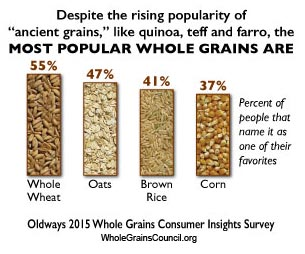 Despite the rising popularity of
“ancient grains,” like quinoa, teff and farro, the
MOST POPULAR WHOLE GRAINS ARE
55%
47%
41%
37%
Percent of
people that
name it as
one of their
favorites
Whole
Wheat
Oats
Brown
Rice
Corn
Oldways 2015 Whole Grains Consumer Insights Survey
WholeGrainsCouncil.org